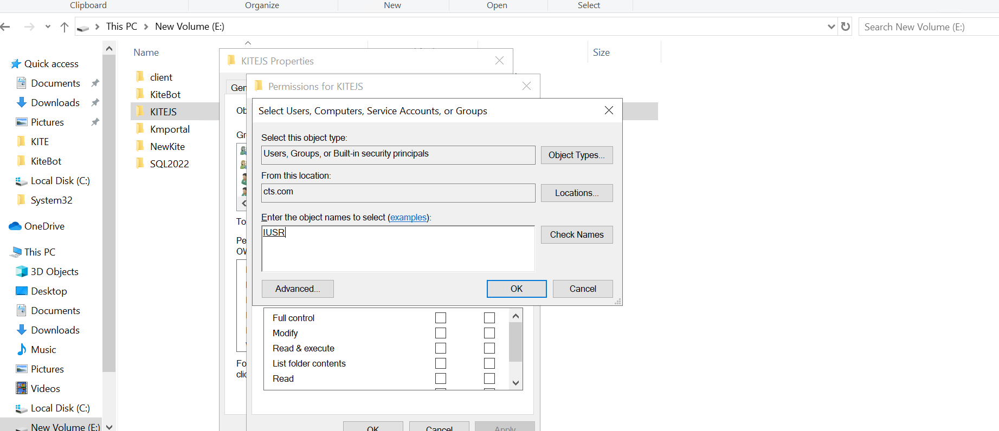 Clipboard
Organize
New
Open
Select
This PC
New Volume (E:)
Search New Volume (E:)
Name
Size
Quick access
Documents
Downloads
Pictures
KITE
KiteBot
Local Disk (C:)
System32
OneDrive
This PC
3D Objects
Desktop
Documents
Downloads
Music
Pictures
Videos
Local Disk (C:)
New Volume (E:)
client
KiteBot
KITEJS
Kmportal
NewKite
SQL2022
KITEJS Properties
Gen
Ob
Gr
To
Pe
OW
Fo
clic
Permissions for KITEJS
Select Users, Computers, Service Accounts, or Groups
Select this object type:
Users, Groups, or Built-in security principals
Object Types...
From this location:
cts.com
Locations...
Enter the object names to select (examples):
IUSR
Check Names
Advanced...
OK
Cancel
Full control
Modify
Read & execute
List folder contents
Read
OK
Cancel
Apply